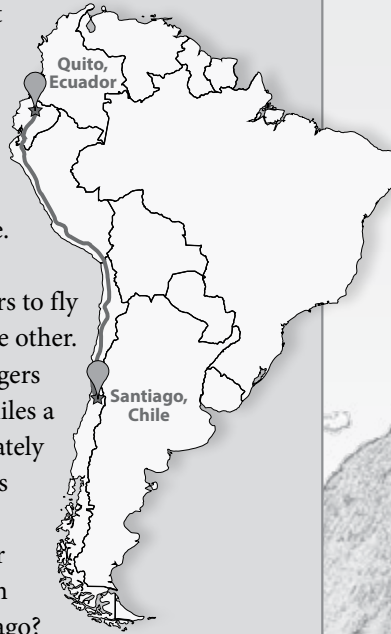 t
Quito,
Ecuador
e.
rs to fly
e other.
gers
iles a
Santiago,
Chile
ately
s
r
n
ago?